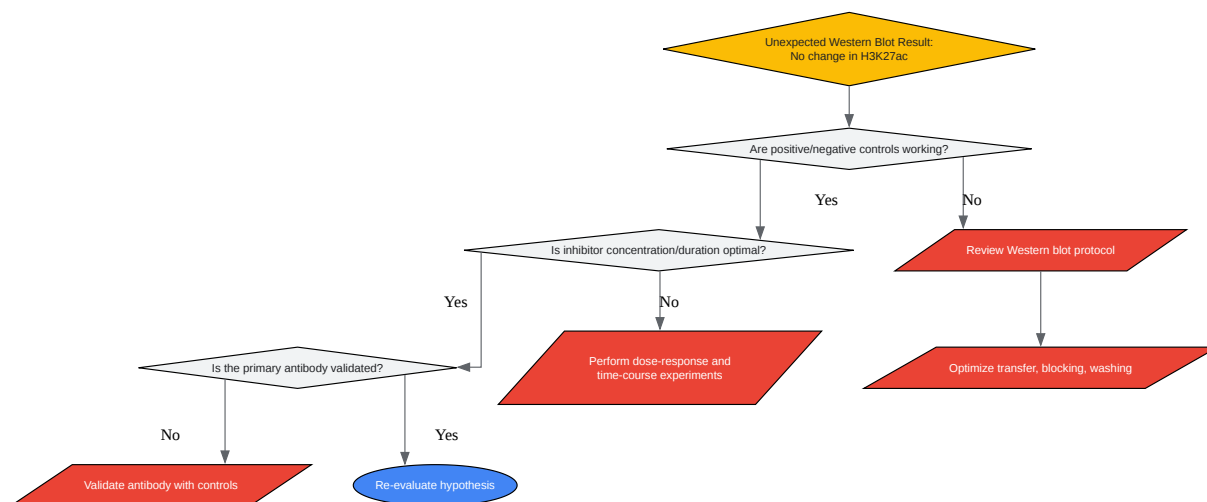 Unexpected Western Blot Result:
No change in H3K27ac
Are positive/negative controls working?
Yes
No
Is inhibitor concentration/duration optimal?
Review Western blot protocol
Yes
No
Perform dose-response and
time-course experiments
Is the primary antibody validated?
Optimize transfer, blocking, washing
No
Yes
Validate antibody with controls
Re-evaluate hypothesis